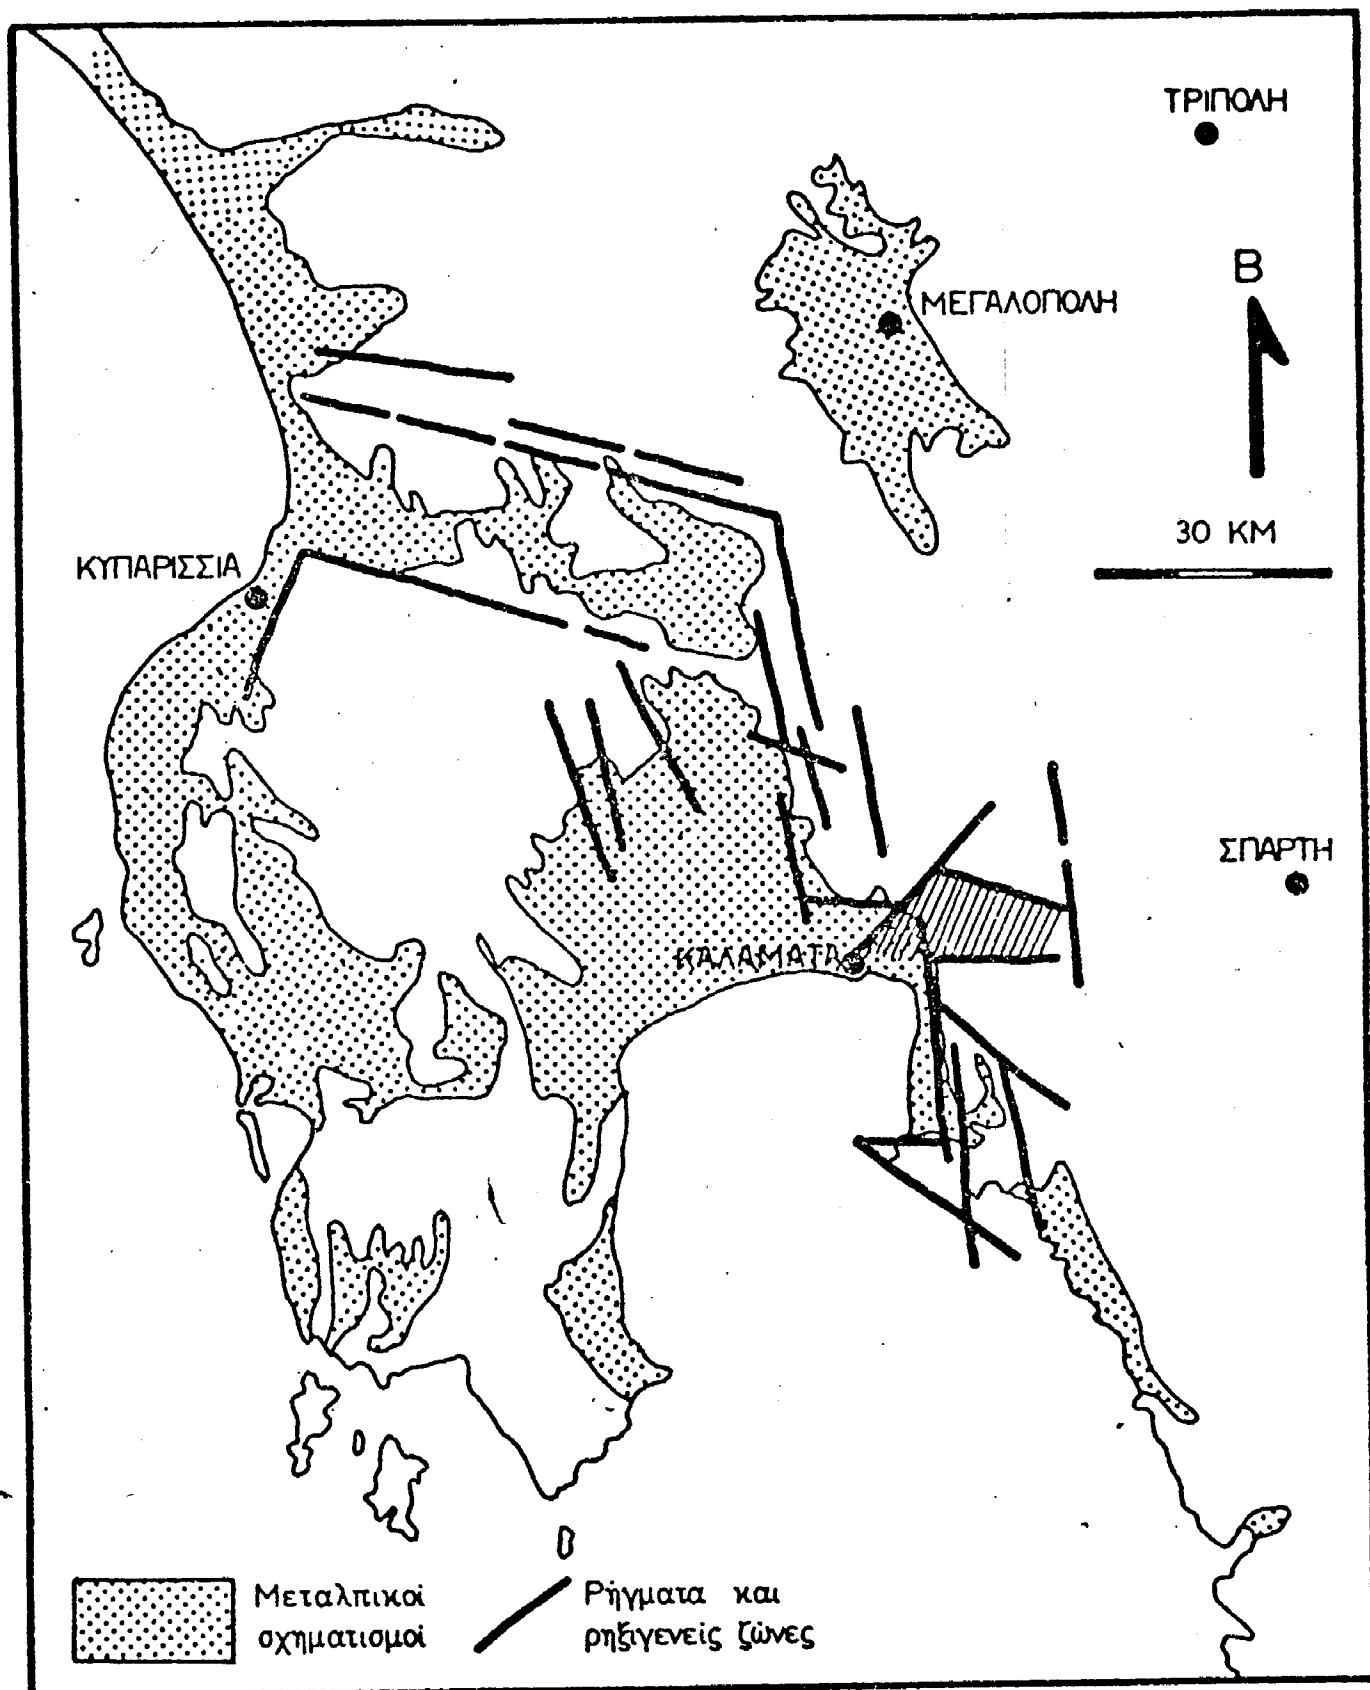 ΤΡΙΠΟΛΗ
Β
ΜΕΓΑΛΟΠΟΛΗ
30 ΚΜ
ΚΥΠΑΡΙΣΣΙΑ
ΣΠΑΡΤΗ
ΚΑΛΑΜΑΤΑ
Μεταλπικοί
σχηματισμοί
Ρήγματα και
ρηξιγενείς ζώνες